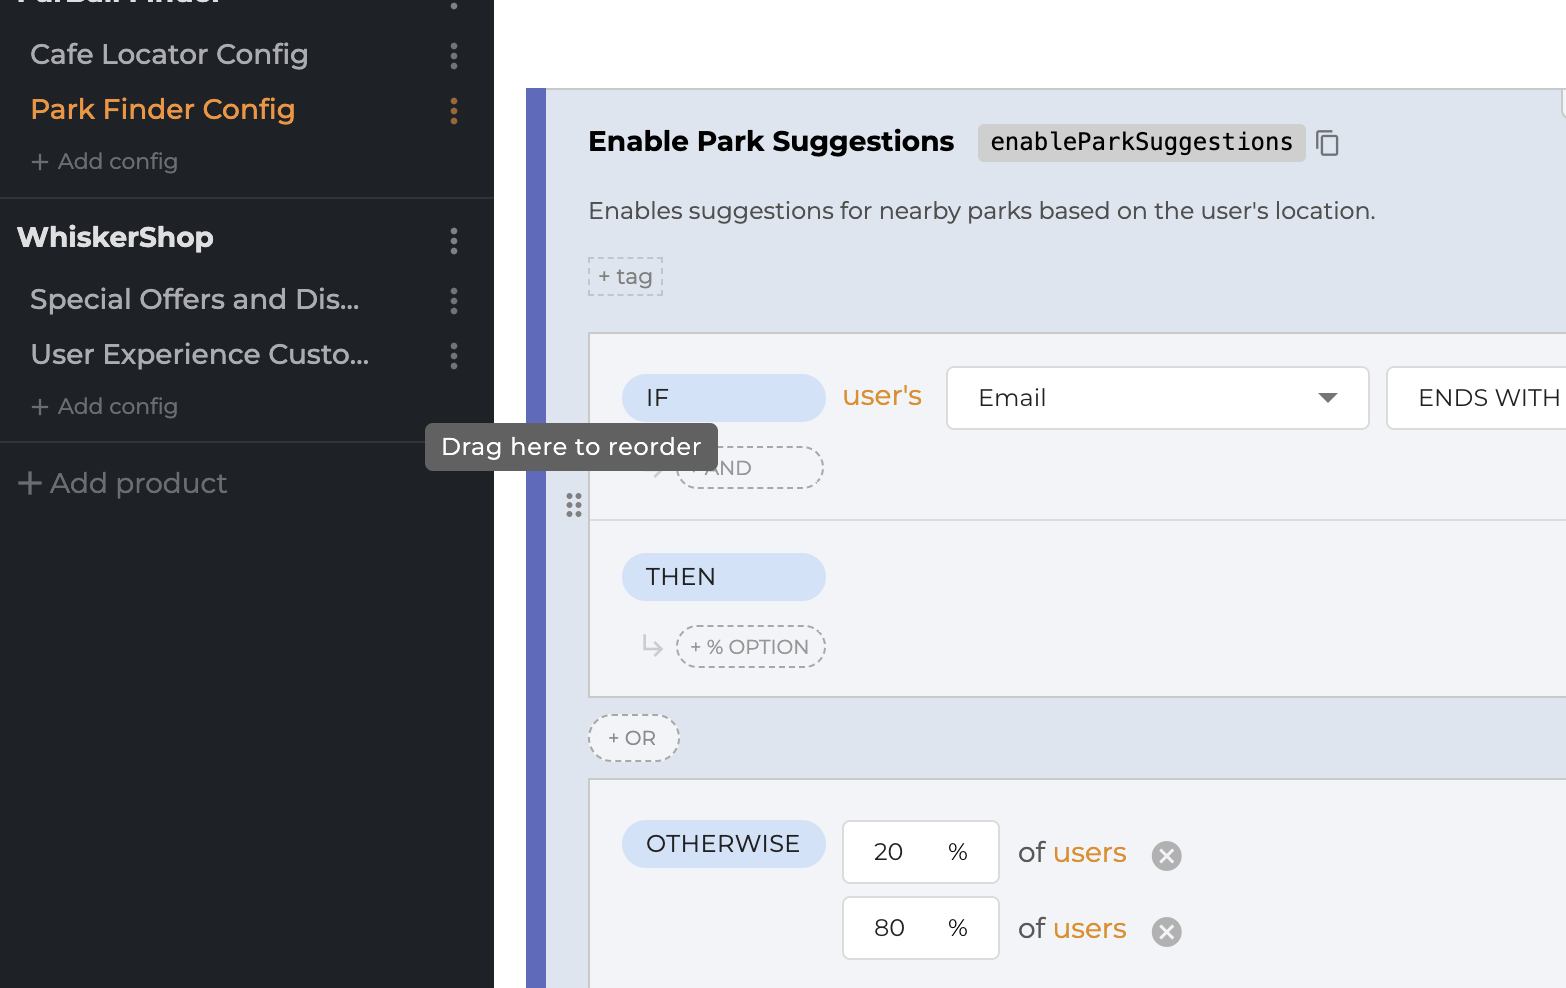 Cafe Locator Config
Park Finder Config
+ Add config
WhiskerShop
Special Offers and Dis...
User Experience Custo...
+ Add config
+ Add product
Enable Park Suggestions enableParkSuggestions
Enables suggestions for nearby parks based on the user's location.
+ tag
IF user's Email ENDS WITH
Drag here to reorder
AND
THEN
+ % OPTION
+ OR
OTHERWISE 20 % of users
80 % of users